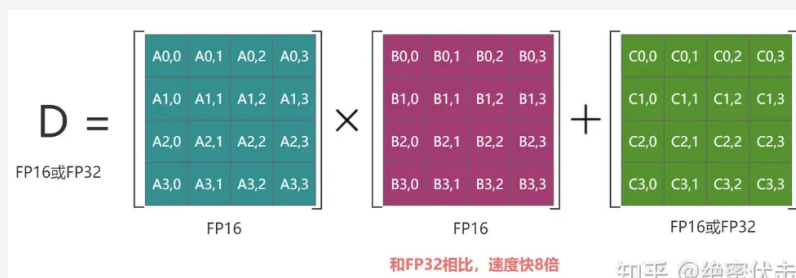 A0,0 A0,1 A0,2 A0,3 B0,0 B0,1 B0,2 B0,3 C0,0 C0,1 C0,2 C0,3
A1,0 A1,1 A1,2 A1,3 B1,0 B1,1 B1,2 B1,3 C1,0 C1,1 C1,2 C1,3
D = × +
A2,0 A2,1 A2,2 A2,3 B2,0 B2,1 B2,2 B2,3 C2,0 C2,1 C2,2 C2,3
FP16或FP32
A3,0 A3,1 A3,2 A3,3 B3,0 B3,1 B3,2 B3,3 C3,0 C3,1 C3,2 C3,3
FP16 FP16 FP16或FP32
和FP32相比，速度快8倍
知乎 @绝密伏击